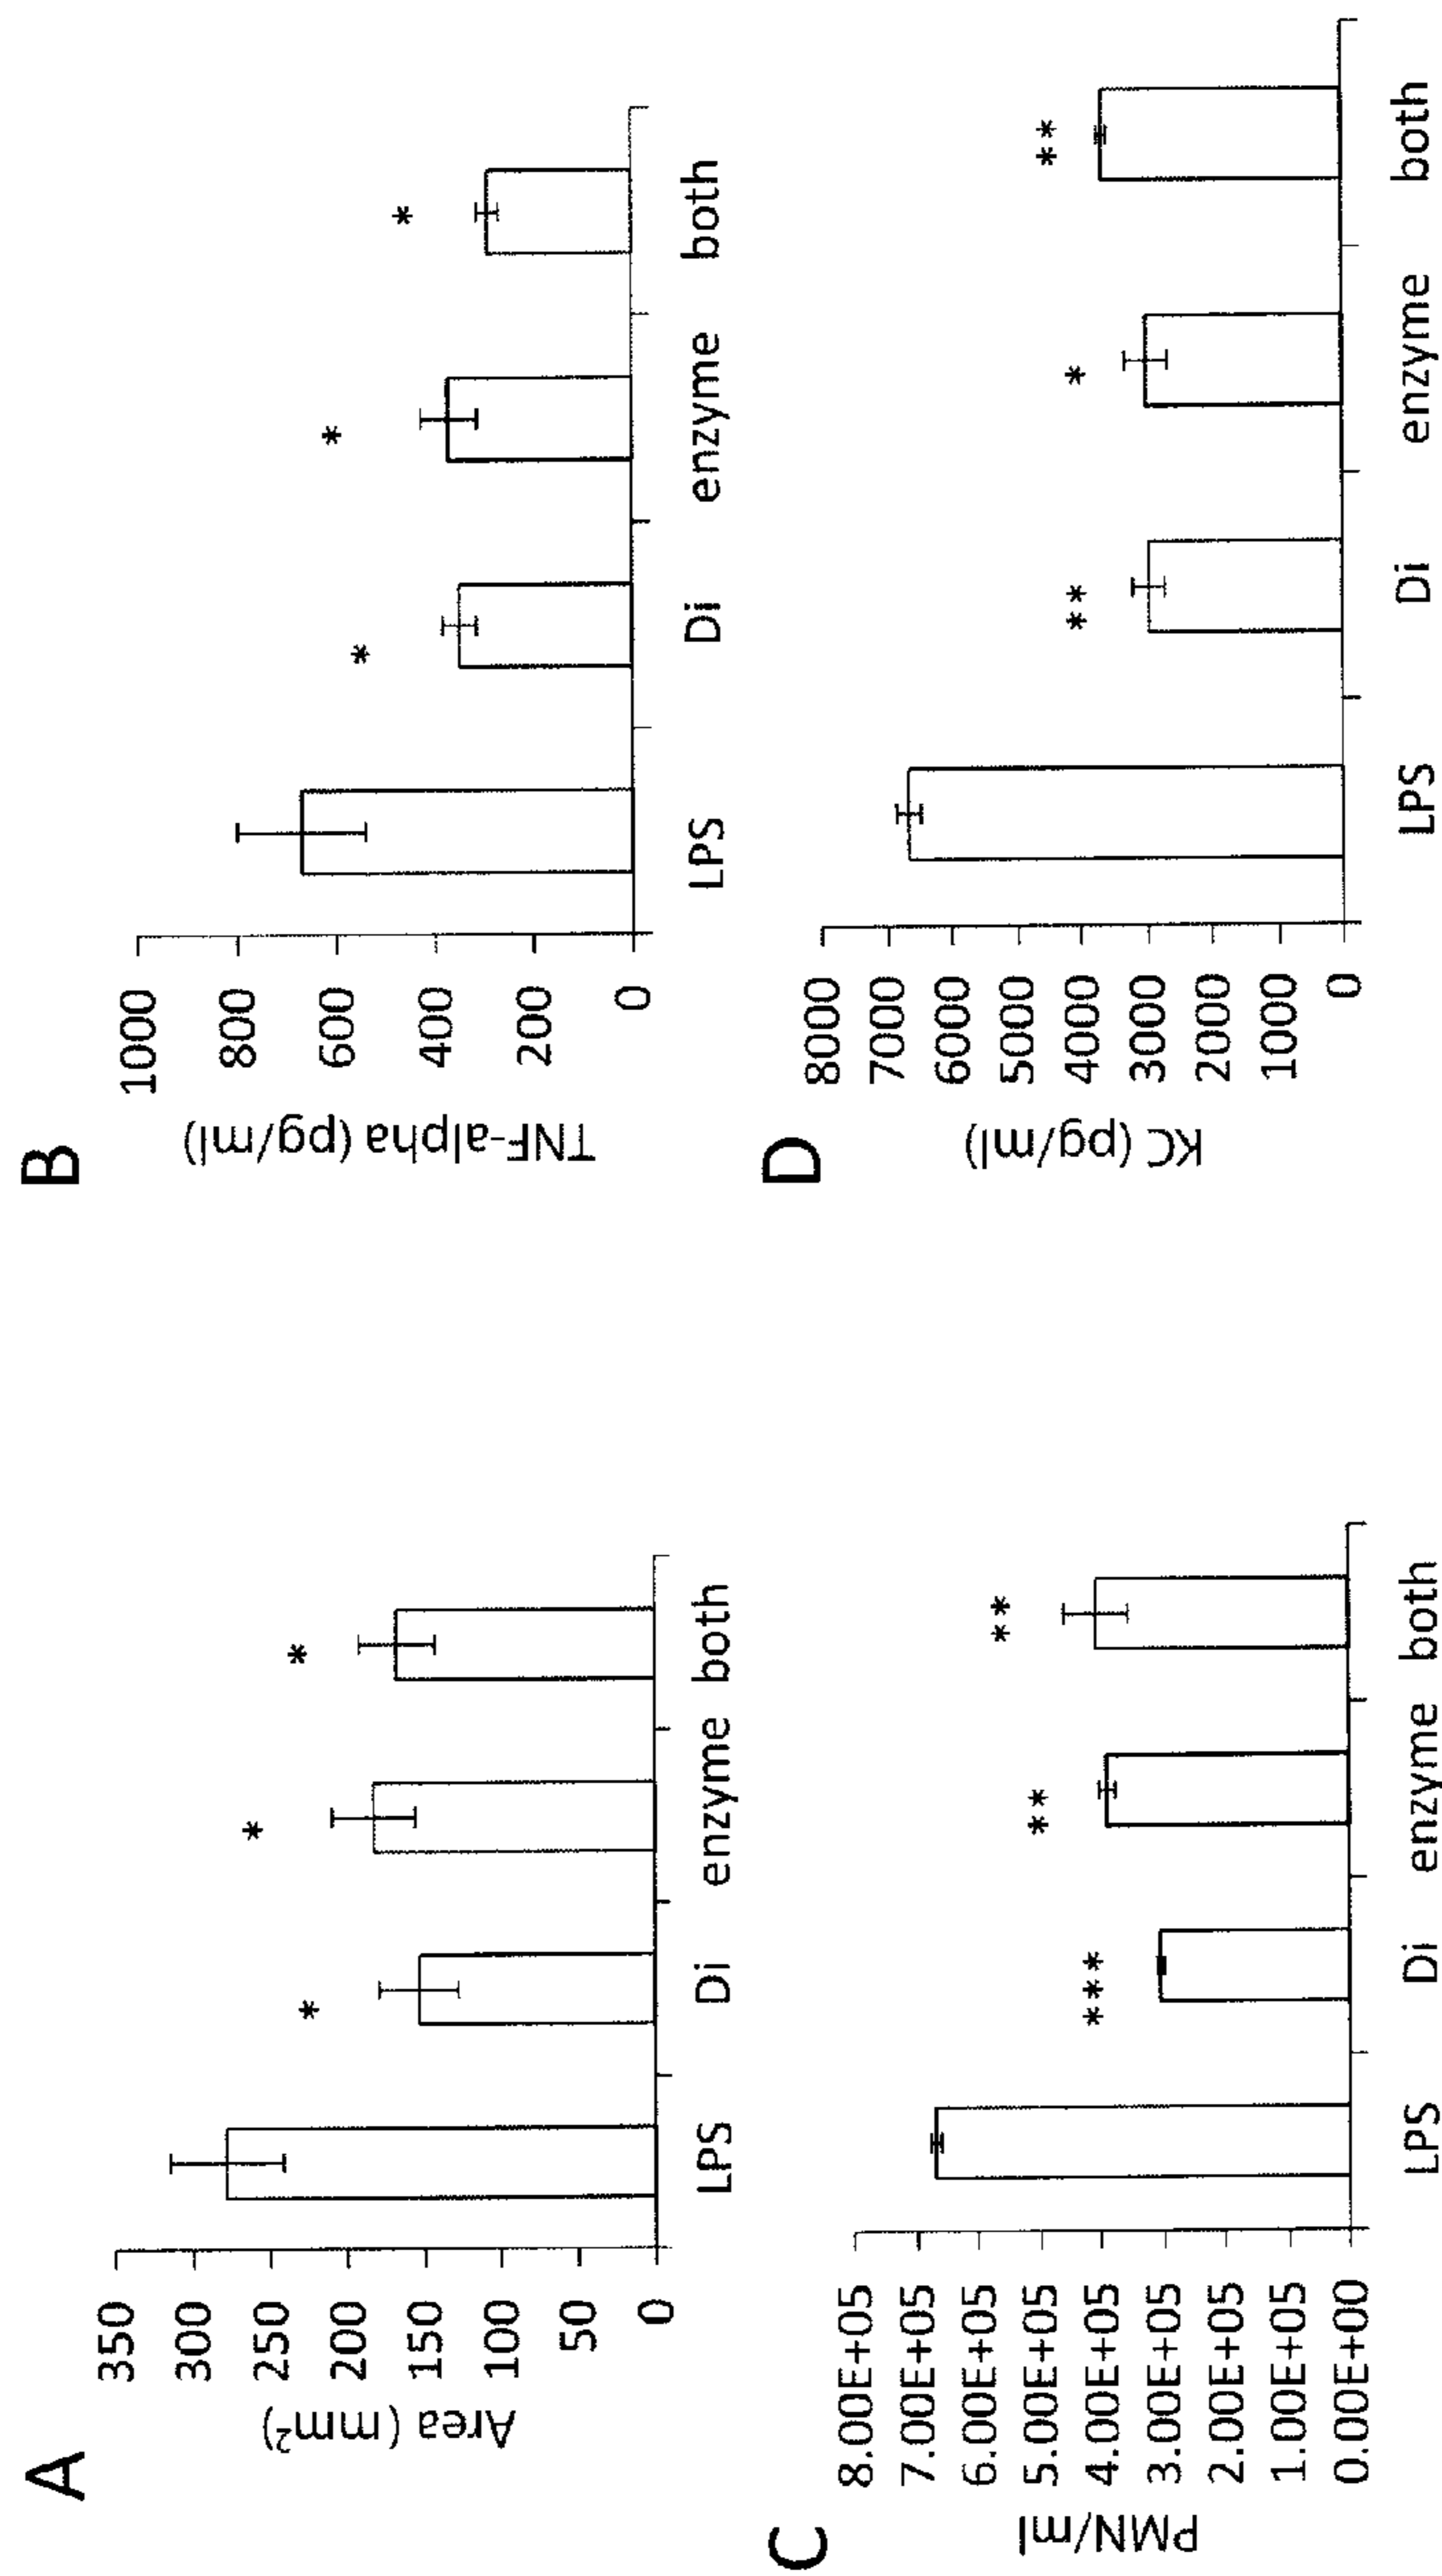 A
Area (mm²)
350
300
250
200
150
100
50
0
*
*
*
LPS Di enzyme both
B
TNF-alpha (pg/ml)
1000
800
600
400
200
0
*
*
*
LPS Di enzyme both
C
PMN/ml
8.00E+05
7.00E+05
6.00E+05
5.00E+05
4.00E+05
3.00E+05
2.00E+05
1.00E+05
0.00E+00
***
**
**
LPS Di enzyme both
D
KC (pg/ml)
8000
7000
6000
5000
4000
3000
2000
1000
0
**
*
**
LPS Di enzyme both